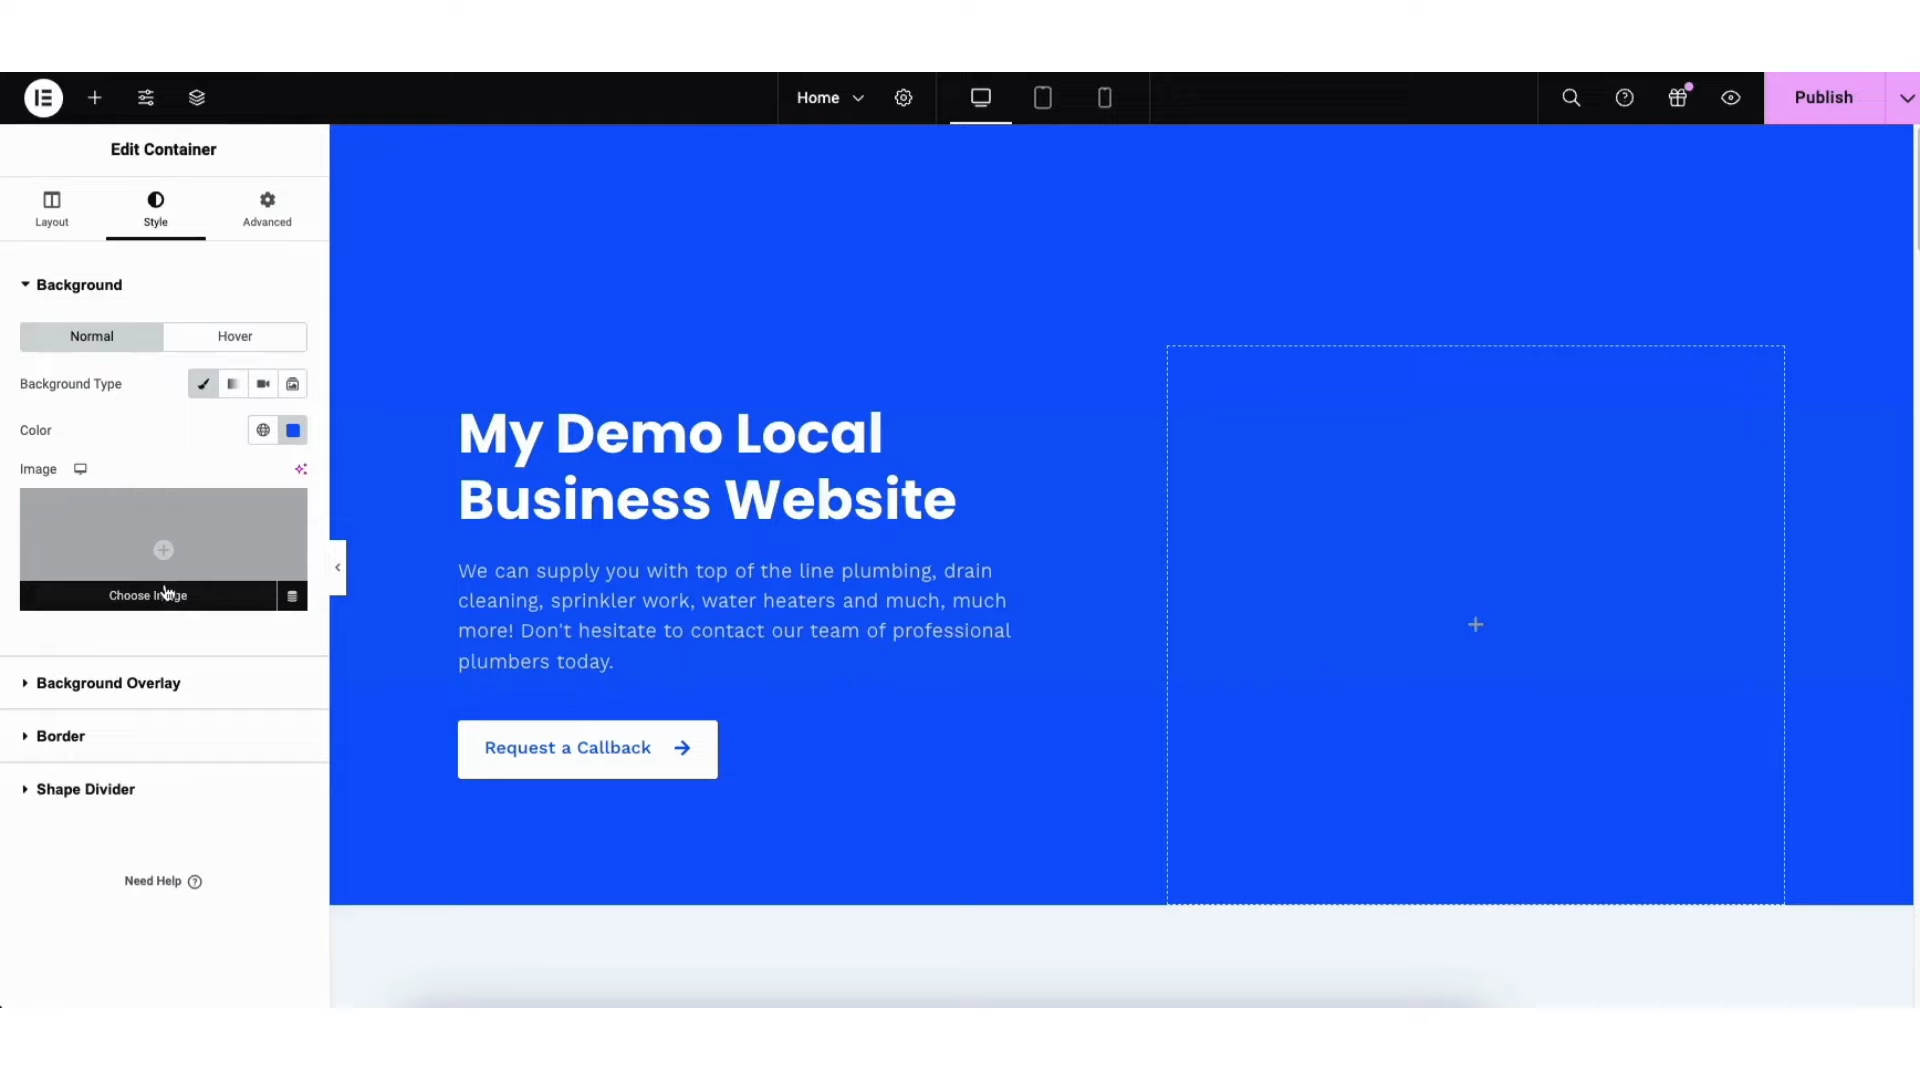 Home
Publish
Edit Container
Layout
Style
Advanced
Background
Normal
Hover
Background Type
Color
Image
Choose Image
Background Overlay
Border
Shape Divider
Need Help
My Demo Local
Business Website
We can supply you with top of the line plumbing, drain
cleaning, sprinkler work, water heaters and much, much
more! Don't hesitate to contact our team of professional
plumbers today.
Request a Callback